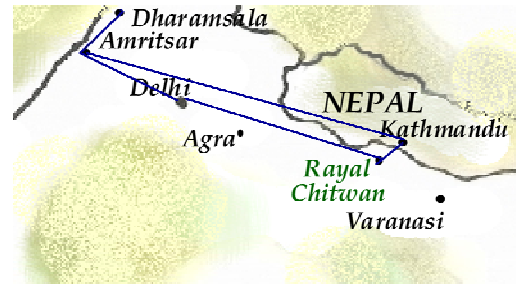 Dharamsala
Amritsar
Delhi
NEPAL
Kathmandu
Agra
Rayal
Chitwan
Varanasi